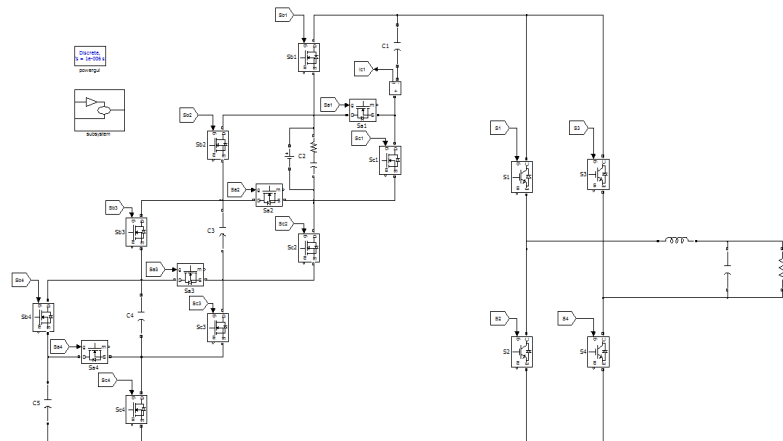 Sb1
C1
Discrete,
s = 1e-006 s
powergui
Sb1
Ic1
Sa1
Sa1
subsystem
Sb2
Sc1
Sb2
Sc1
C2
S1
S3
S1
S3
Sa2
Sa2
Sb3
Sb3
C3
Sc2
Sc2
Sa3
Sa3
Sb4
Sc3
Sc3
Sb4
C4
Sa4
Sa4
S2
S4
S2
S4
Sc4
Sc4
C5